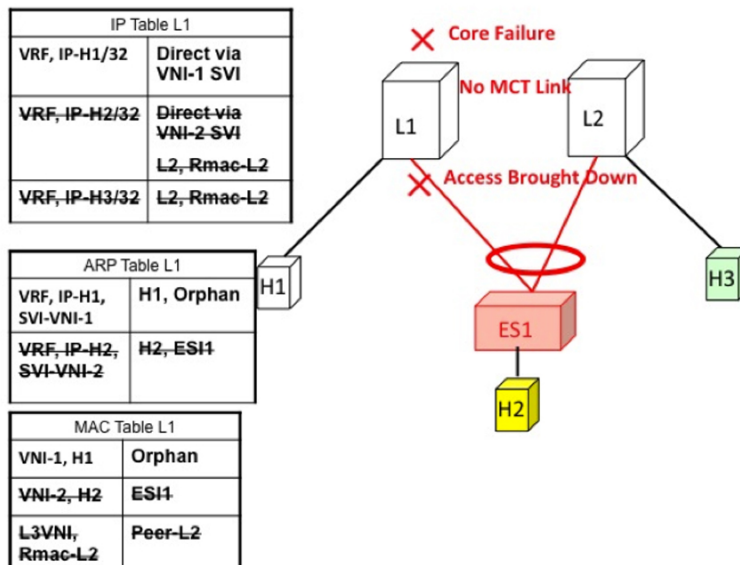 IP Table L1
VRF, IP-H1/32
Direct via
VNI-1 SVI
VRF, IP-H2/32
Direct via
VNI-2 SVI
L2, Rmac-L2
VRF, IP-H3/32
L2, Rmac-L2
ARP Table L1
VRF, IP-H1,
SVI-VNI-1
H1, Orphan
VRF, IP-H2,
SVI-VNI-2
H2, ESI1
MAC Table L1
VNI-1, H1
Orphan
VNI-2, H2
ESI1
L3VNI,
Rmac-L2
Peer-L2
Core Failure
No MCT Link
L1
L2
Access Brought Down
H1
H3
ES1
H2